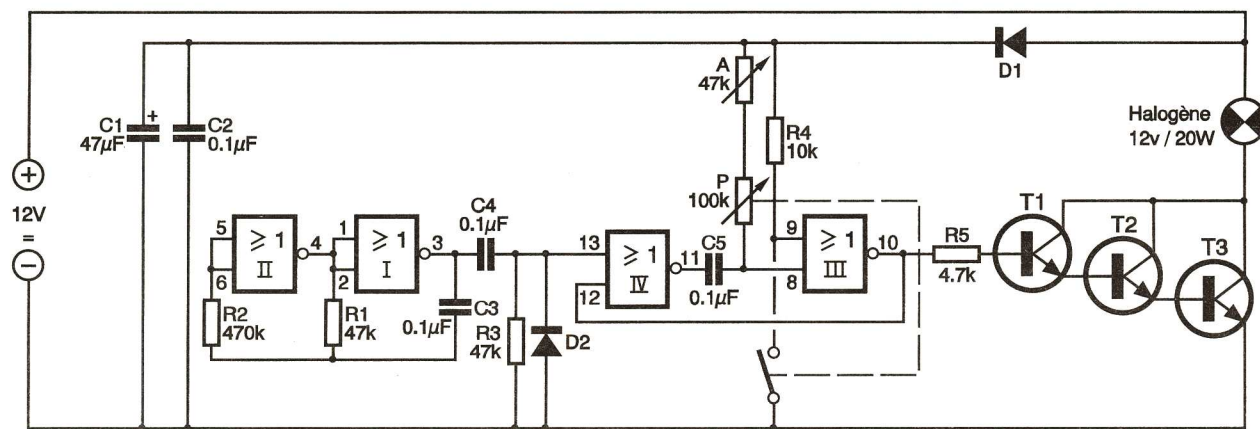 A
47k
D1
Halogène
12v / 20W
C1
47µF
+
C2
0.1µF
R4
10k
P
100k
+
12V
=
−
5
6
≥ 1
II
4
1
2
≥ 1
I
3
C4
0.1µF
13
12
≥ 1
IV
11
C5
0.1µF
9
8
≥ 1
III
10
R5
4.7k
T1
T2
T3
R2
470k
R1
47k
C3
0.1µF
R3
47k
D2